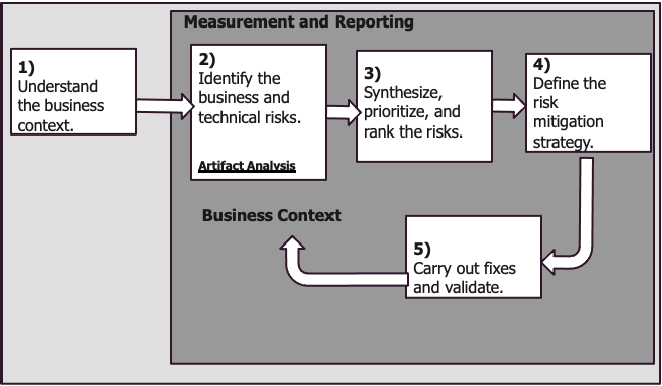 Measurement and Reporting
1)
Understand
the business
context.
2)
Identify the
business and
technical risks.
Artifact Analysis
3)
Synthesize,
prioritize, and
rank the risks.
4)
Define the
risk
mitigation
strategy.
Business Context
5)
Carry out fixes
and validate.